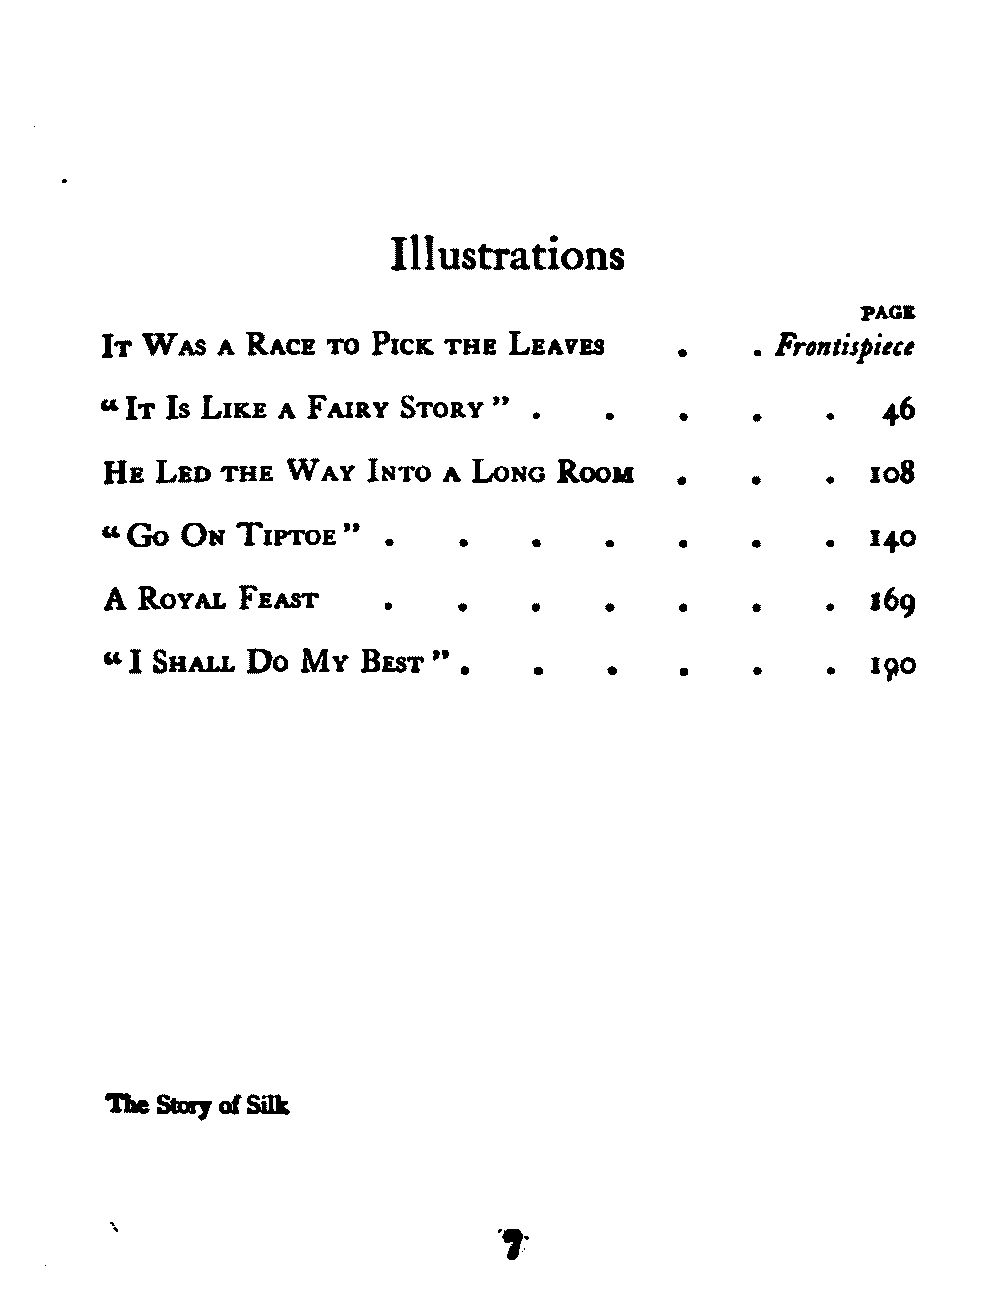 Illustrations
PAGE
It Was a Race to Pick the Leaves . . Frontispiece
“It Is Like a Fairy Story” . . . . . 46
He Led the Way Into a Long Room . . . 108
“Go On Tiptoe” . . . . . . . 140
A Royal Feast . . . . . . . 169
“I Shall Do My Best” . . . . . . 190
The Story of Silk
7